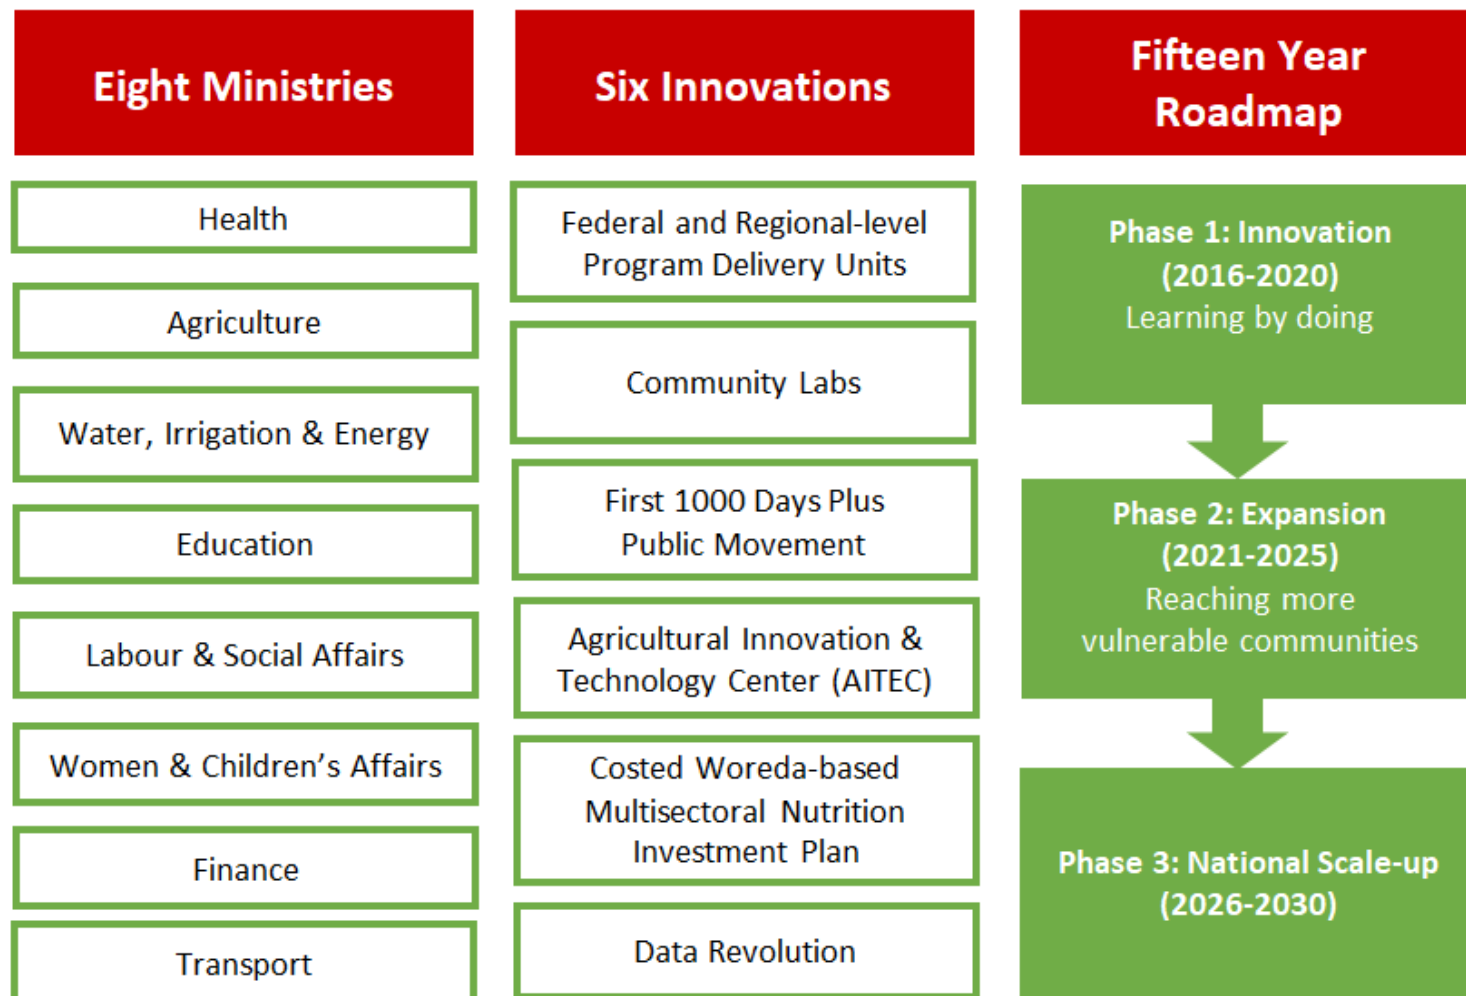 Eight Ministries
Health
Agriculture
Water, Irrigation & Energy
Education
Labour & Social Affairs
Women & Children’s Affairs
Finance
Transport
Six Innovations
Federal and Regional-level
Program Delivery Units
Community Labs
First 1000 Days Plus
Public Movement
Agricultural Innovation &
Technology Center (AITEC)
Costed Woreda-based
Multisectoral Nutrition
Investment Plan
Data Revolution
Fifteen Year
Roadmap
Phase 1: Innovation
(2016-2020)
Learning by doing
Phase 2: Expansion
(2021-2025)
Reaching more
vulnerable communities
Phase 3: National Scale-up
(2026-2030)